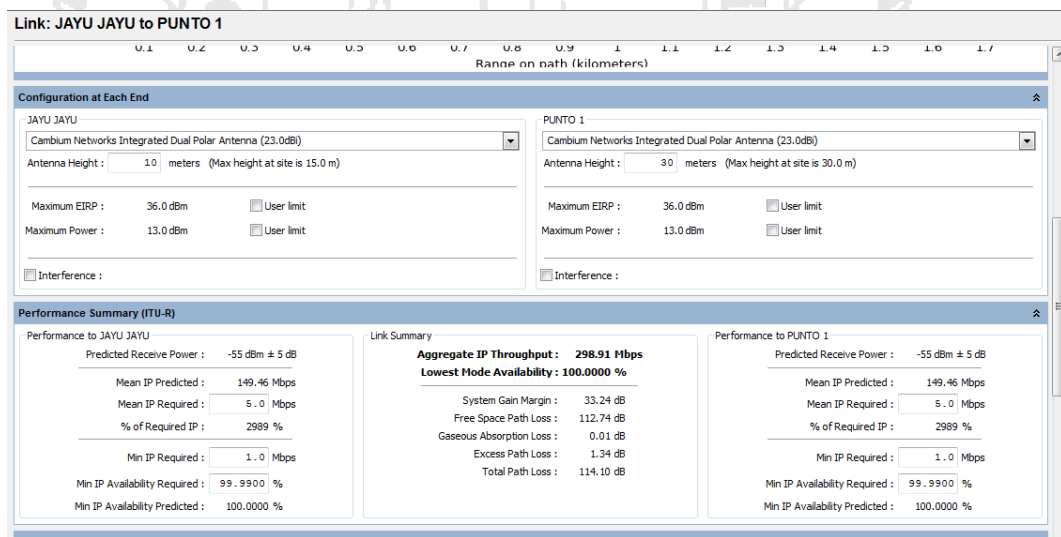 Link: JAYU JAYU to PUNTO 1
0.1 0.2 0.3 0.4 0.5 0.6 0.7 0.8 0.9 1 1.1 1.2 1.3 1.4 1.5 1.6 1.7
Range on path (kilometers)
Configuration at Each End
JAYU JAYU
Cambium Networks Integrated Dual Polar Antenna (23.0dBi)
Antenna Height : 10 meters (Max height at site is 15.0 m)
Maximum EIRP : 36.0 dBm User limit
Maximum Power : 13.0 dBm User limit
Interference :
PUNTO 1
Cambium Networks Integrated Dual Polar Antenna (23.0dBi)
Antenna Height : 30 meters (Max height at site is 30.0 m)
Maximum EIRP : 36.0 dBm User limit
Maximum Power : 13.0 dBm User limit
Interference :
Performance Summary (ITU-R)
Performance to JAYU JAYU
Predicted Receive Power : -55 dBm ± 5 dB
Mean IP Predicted : 149.46 Mbps
Mean IP Required : 5.0 Mbps
% of Required IP : 2989 %
Min IP Required : 1.0 Mbps
Min IP Availability Required : 99.9900 %
Min IP Availability Predicted : 100.0000 %
Link Summary
Aggregate IP Throughput : 298.91 Mbps
Lowest Mode Availability : 100.0000 %
System Gain Margin : 33.24 dB
Free Space Path Loss : 112.74 dB
Gaseous Absorption Loss : 0.01 dB
Excess Path Loss : 1.34 dB
Total Path Loss : 114.10 dB
Performance to PUNTO 1
Predicted Receive Power : -55 dBm ± 5 dB
Mean IP Predicted : 149.46 Mbps
Mean IP Required : 5.0 Mbps
% of Required IP : 2989 %
Min IP Required : 1.0 Mbps
Min IP Availability Required : 99.9900 %
Min IP Availability Predicted : 100.0000 %